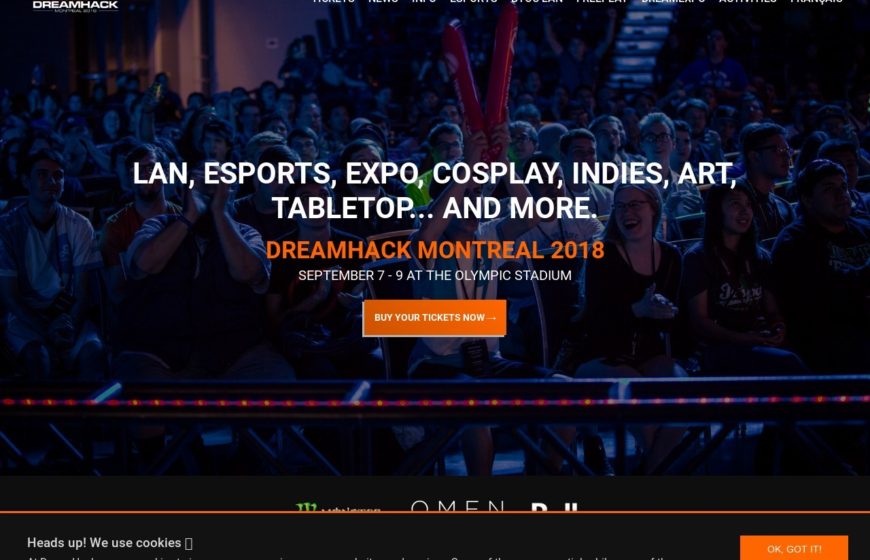 DREAMHACK
MONTREAL 2018
TICKETS NEWS INFO ESPORTS BYOC LAN FREEPLAY DREAMEXPO ACTIVITIES FRANÇAIS
LAN, ESPORTS, EXPO, COSPLAY, INDIES, ART,
TABLETOP... AND MORE.
DREAMHACK MONTREAL 2018
SEPTEMBER 7 - 9 AT THE OLYMPIC STADIUM
BUY YOUR TICKETS NOW→
MONSTER
OMEN
Heads up! We use cookies
OK, GOT IT!